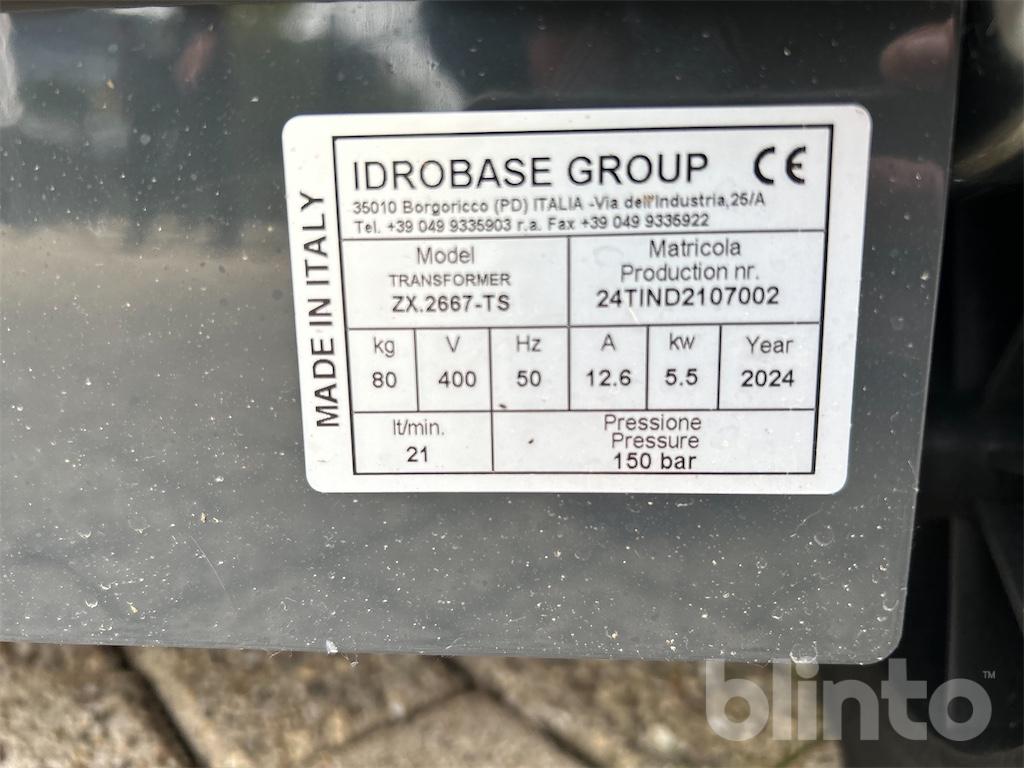 MADE IN ITALY
IDROBASE GROUP CE
35010 Borgoricco (PD) ITALIA -Via dell'Industria,25/A
Tel. +39 049 9335903 r.a. Fax +39 049 9335922
Model
TRANSFORMER
ZX.2667-TS
Matricola
Production nr.
24TIND2107002
kg V Hz A kw Year
80 400 50 12.6 5.5 2024
lt/min.
21
Pressione
Pressure
150 bar
blinto™